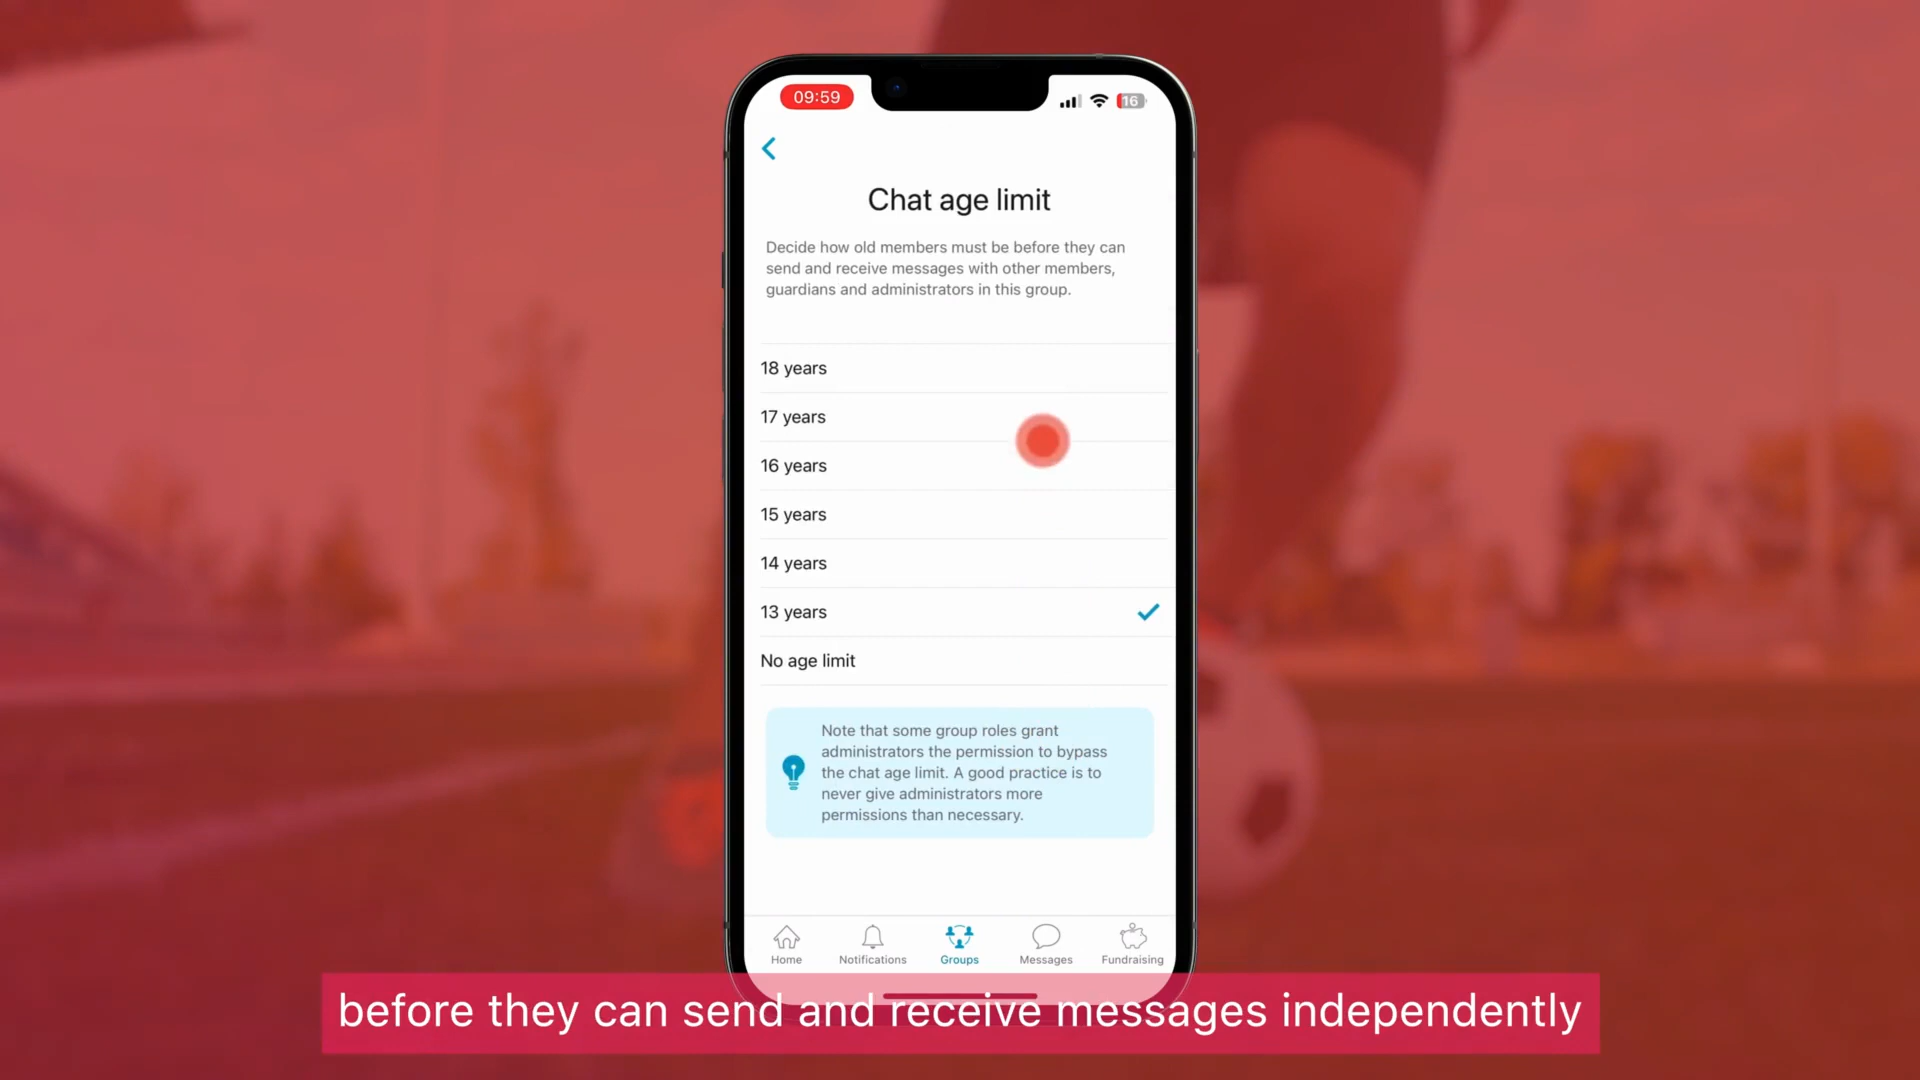 09:59
16
Chat age limit
Decide how old members must be before they can
send and receive messages with other members,
guardians and administrators in this group.
18 years
17 years
16 years
15 years
14 years
13 years
No age limit
Note that some group roles grant
administrators the permission to bypass
the chat age limit. A good practice is to
never give administrators more
permissions than necessary.
Home
Notifications
Groups
Messages
Fundraising
before they can send and receive messages independently